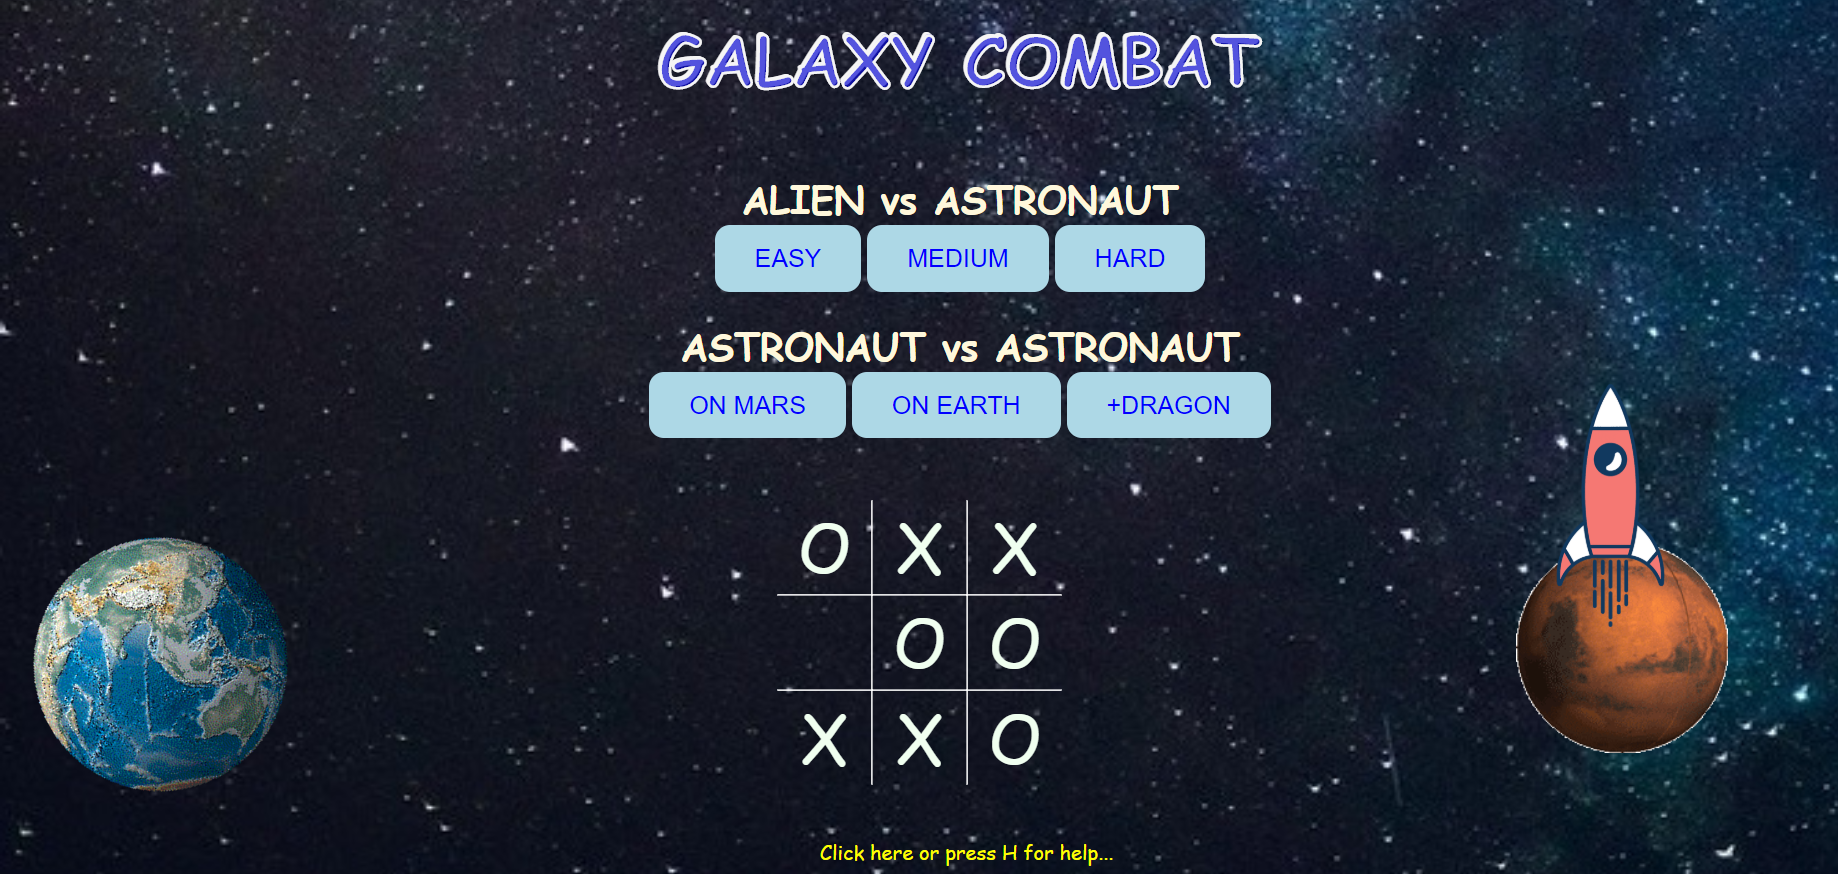 GALAXY COMBAT
ALIEN vs ASTRONAUT
EASY MEDIUM HARD
ASTRONAUT vs ASTRONAUT
ON MARS ON EARTH +DRAGON
O X X
O O
X X O
Click here or press H for help...